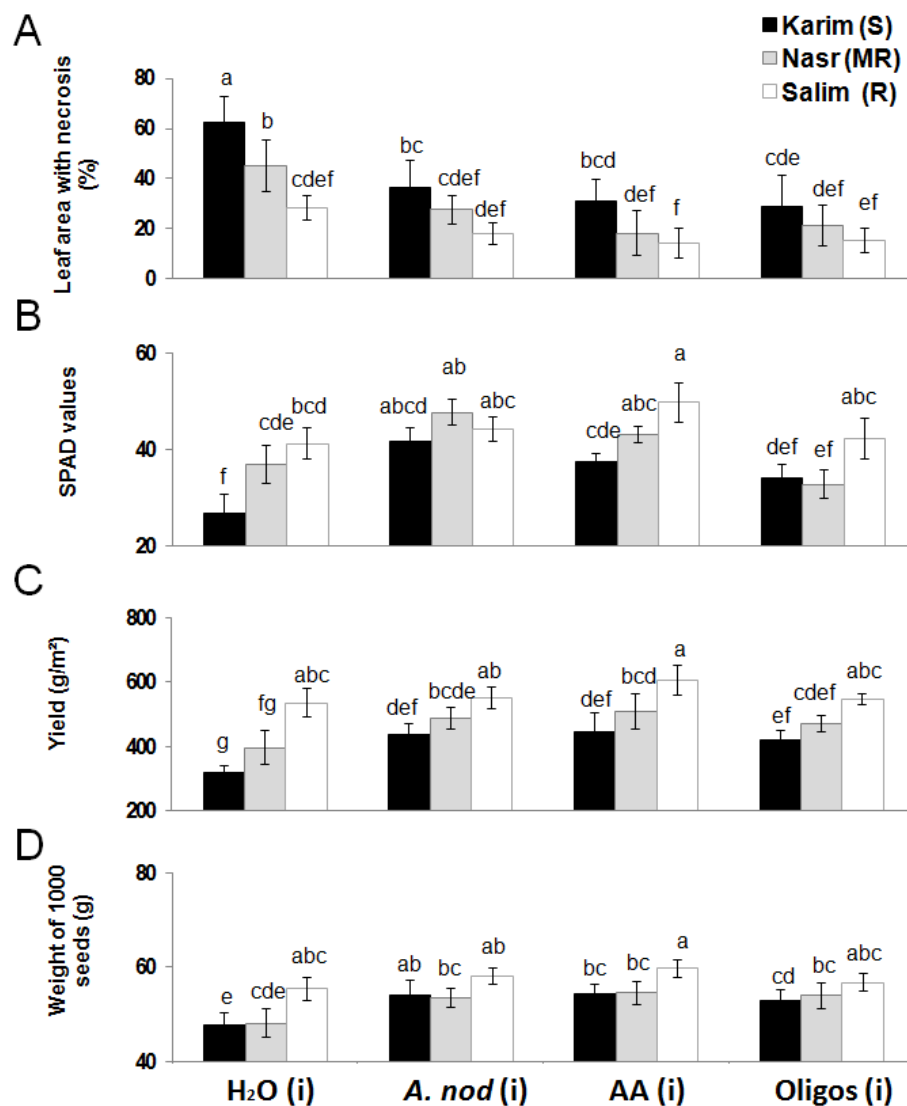 A
Karim (S)
Nasr (MR)
Salim (R)
Leaf area with necrosis (%)
80
60
40
20
0
a
b
cdef
bc
cdef
def
bcd
def
f
cde
def
ef
B
SPAD values
60
40
20
f
cde
bcd
abcd
ab
abc
cde
abc
a
def
ef
abc
C
Yield (g/m²)
800
600
400
200
g
fg
abc
def
bcde
ab
def
bcd
a
ef
cdef
abc
D
Weight of 1000 seeds (g)
80
60
40
e
cde
abc
ab
bc
ab
bc
bc
a
cd
bc
abc
H₂O (i)
A. nod (i)
AA (i)
Oligos (i)